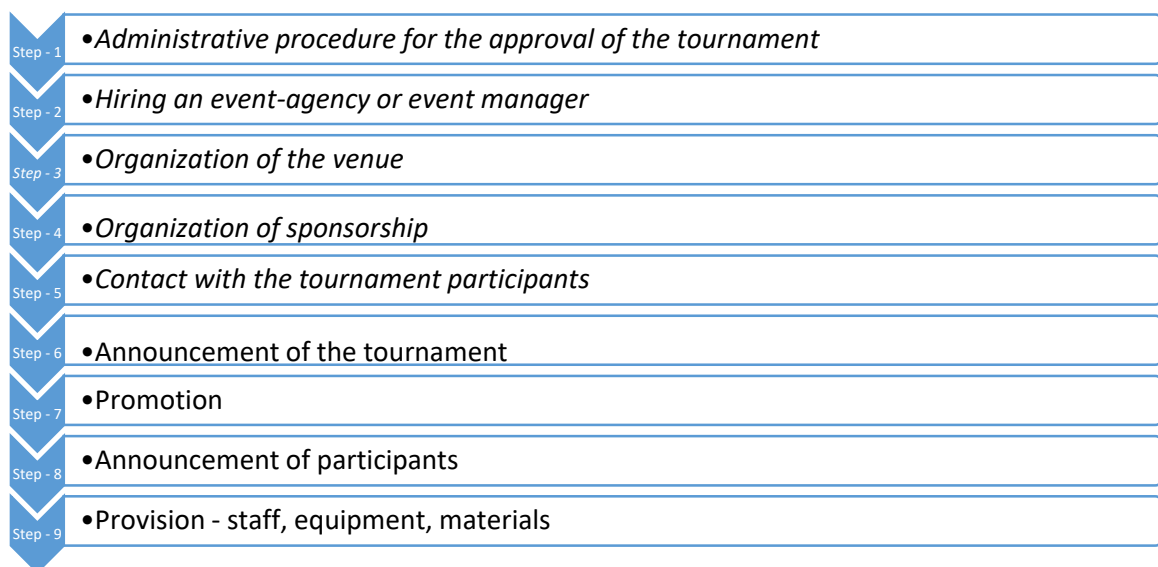 Step - 1
•Administrative procedure for the approval of the tournament
Step - 2
•Hiring an event-agency or event manager
Step - 3
•Organization of the venue
Step - 4
•Organization of sponsorship
Step - 5
•Contact with the tournament participants
Step - 6
•Announcement of the tournament
Step - 7
•Promotion
Step - 8
•Announcement of participants
Step - 9
•Provision - staff, equipment, materials